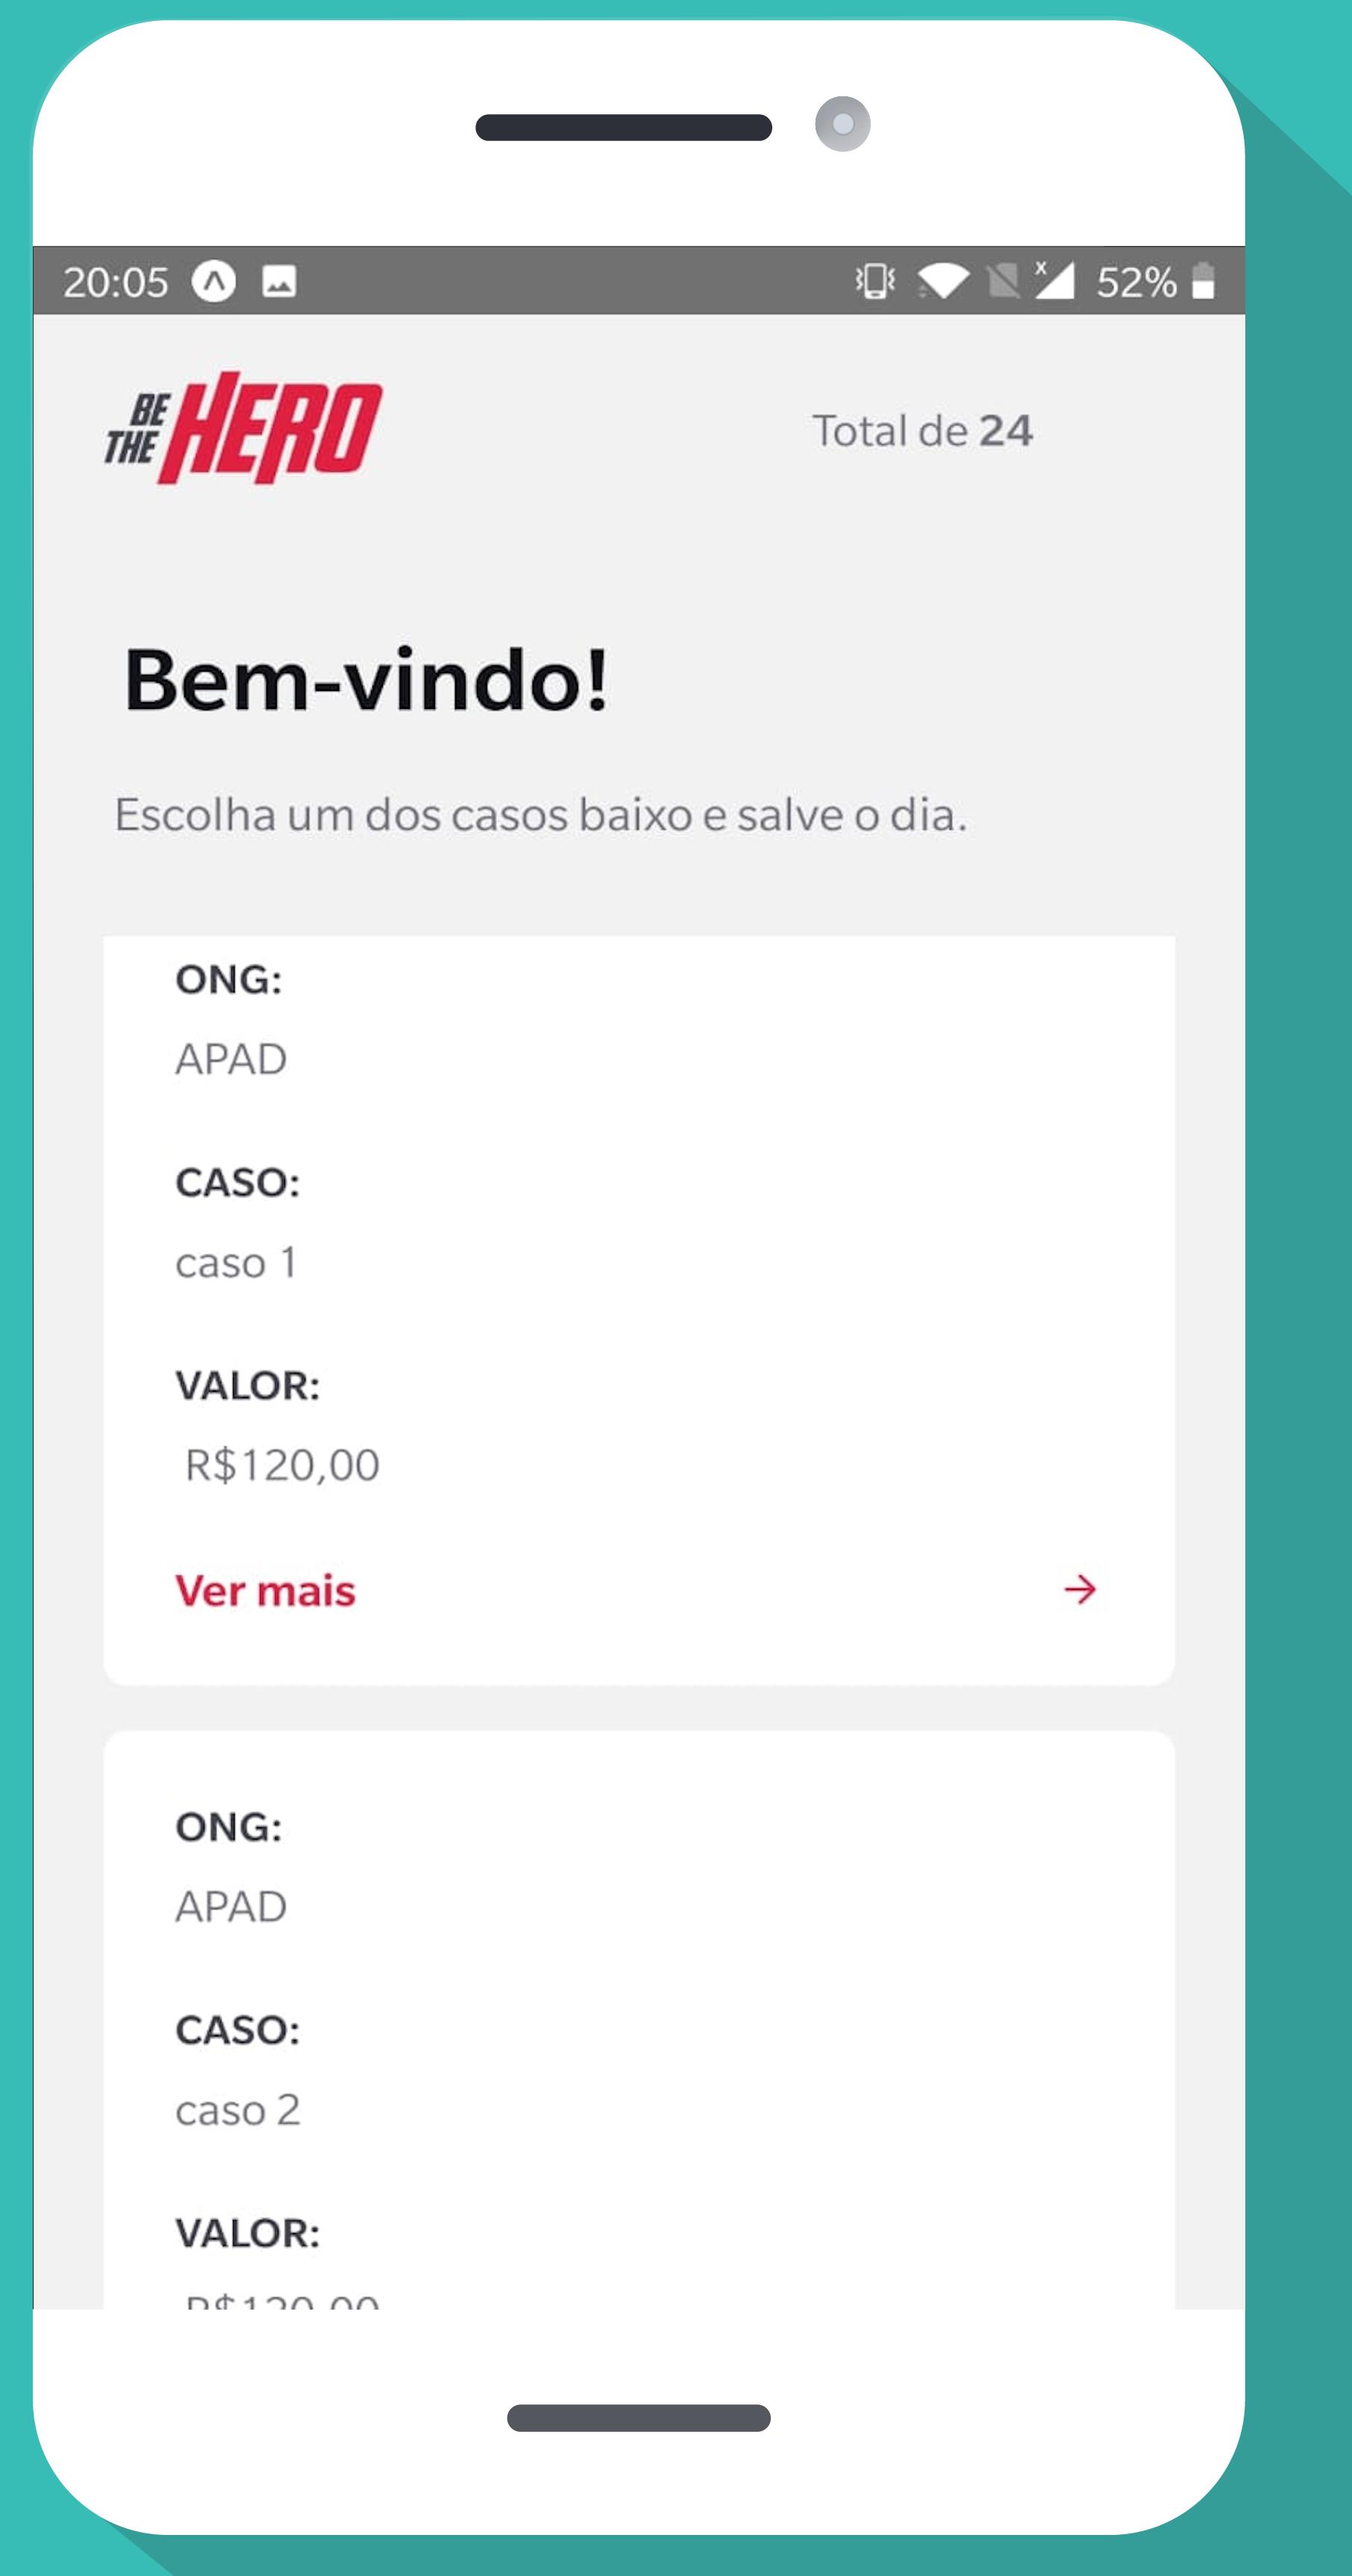 20:05
52%
BE
THE HERO
Total de 24
Bem-vindo!
Escolha um dos casos baixo e salve o dia.
ONG:
APAD
CASO:
caso 1
VALOR:
R$120,00
Ver mais
ONG:
APAD
CASO:
caso 2
VALOR: